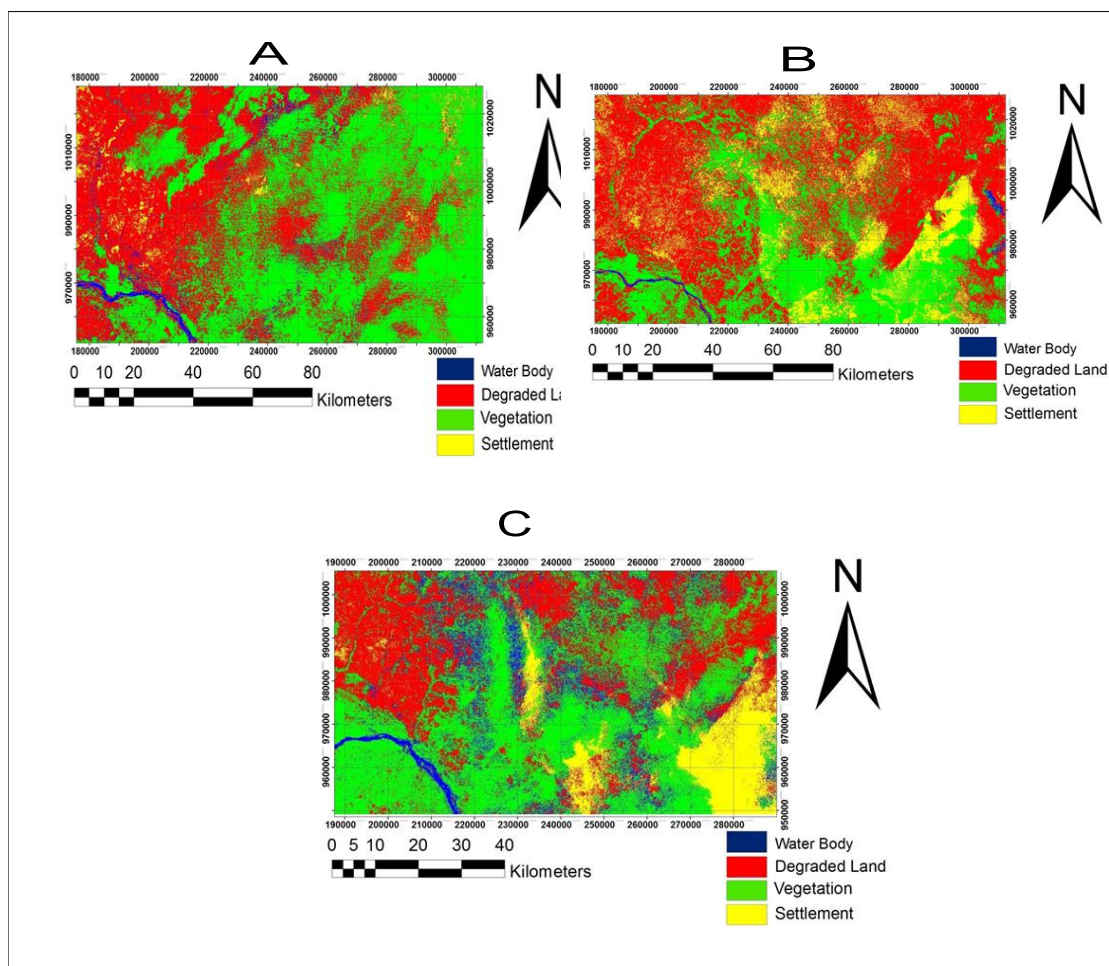 A
180000 200000 220000 240000 260000 280000 300000
N
1020000
1010000
1000000
990000
980000
970000
960000
180000 200000 220000 240000 260000 280000 300000
0 10 20 40 60 80
Kilometers
Water Body
Degraded La
Vegetation
Settlement
B
180000 200000 220000 240000 260000 280000 300000
N
1020000
1010000
1000000
990000
980000
970000
960000
180000 200000 220000 240000 260000 280000 300000
0 10 20 40 60 80
Kilometers
Water Body
Degraded Land
Vegetation
Settlement
C
190000 200000 210000 220000 230000 240000 250000 260000 270000 280000
N
1000000
990000
980000
970000
960000
950000
190000 200000 210000 220000 230000 240000 250000 260000 270000 280000
0 5 10 20 30 40
Kilometers
Water Body
Degraded Land
Vegetation
Settlement